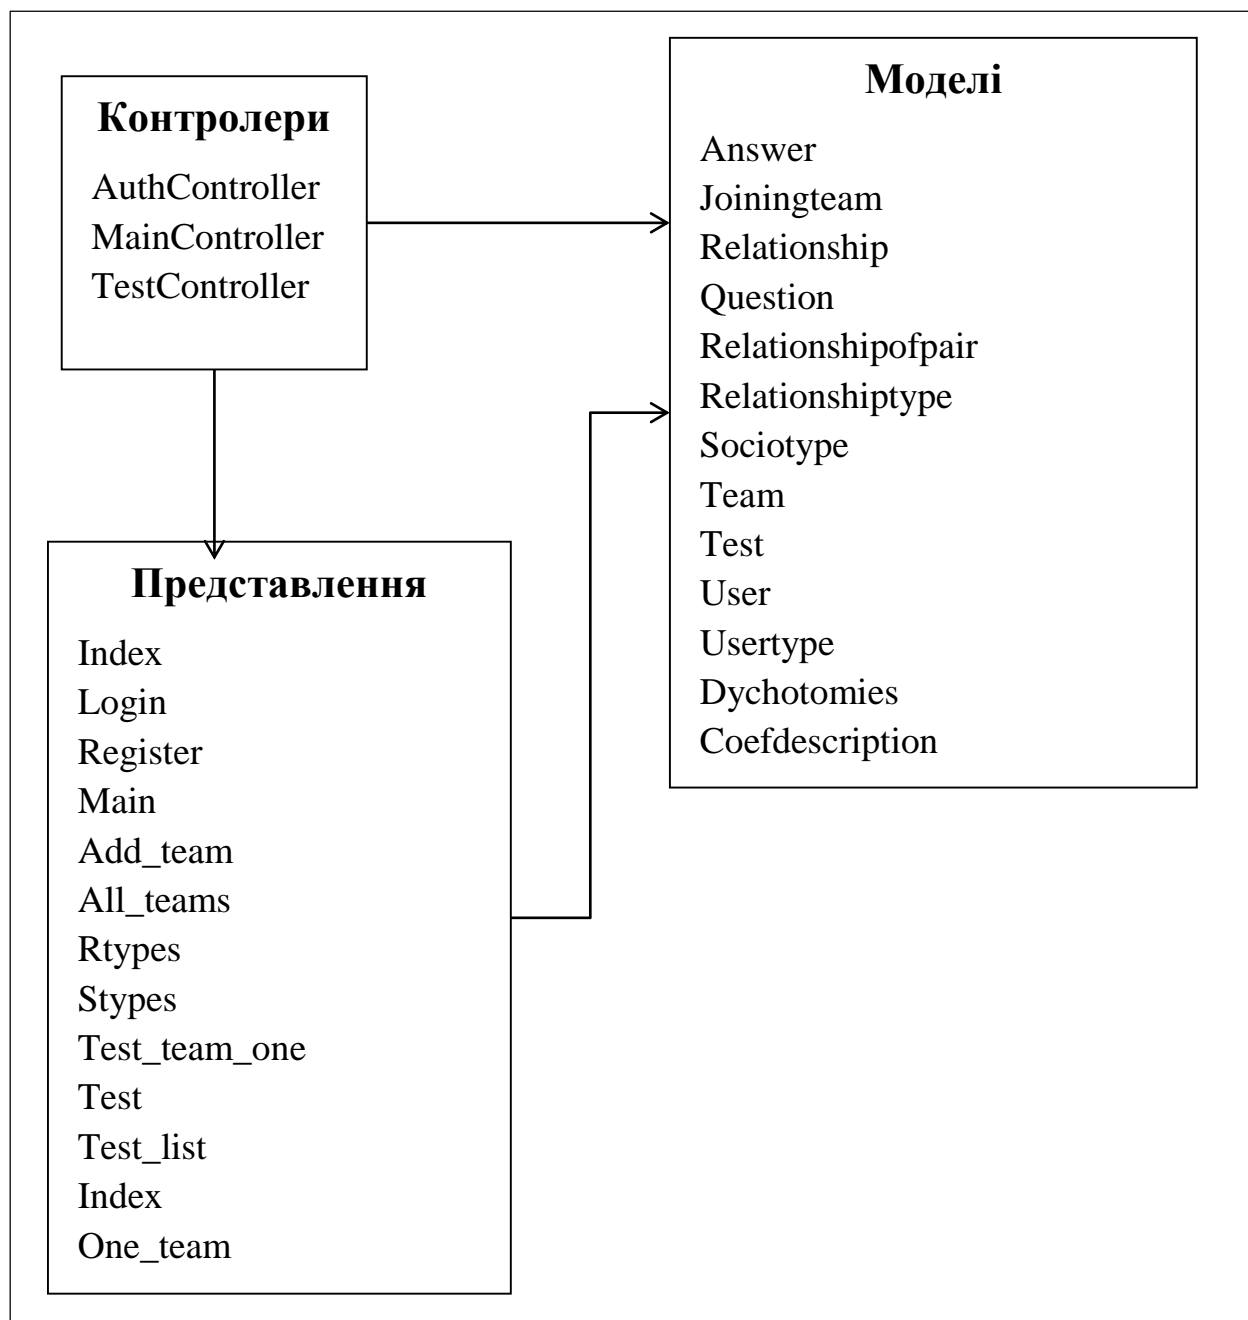 Контролери
AuthController
MainController
TestController
Моделі
Answer
Joiningteam
Relationship
Question
Relationshipofpair
Relationshiptype
Sociotype
Team
Test
User
Usertype
Dychotomies
Coefdescription
Представлення
Index
Login
Register
Main
Add_team
All_teams
Rtypes
Stypes
Test_team_one
Test
Test_list
Index
One_team